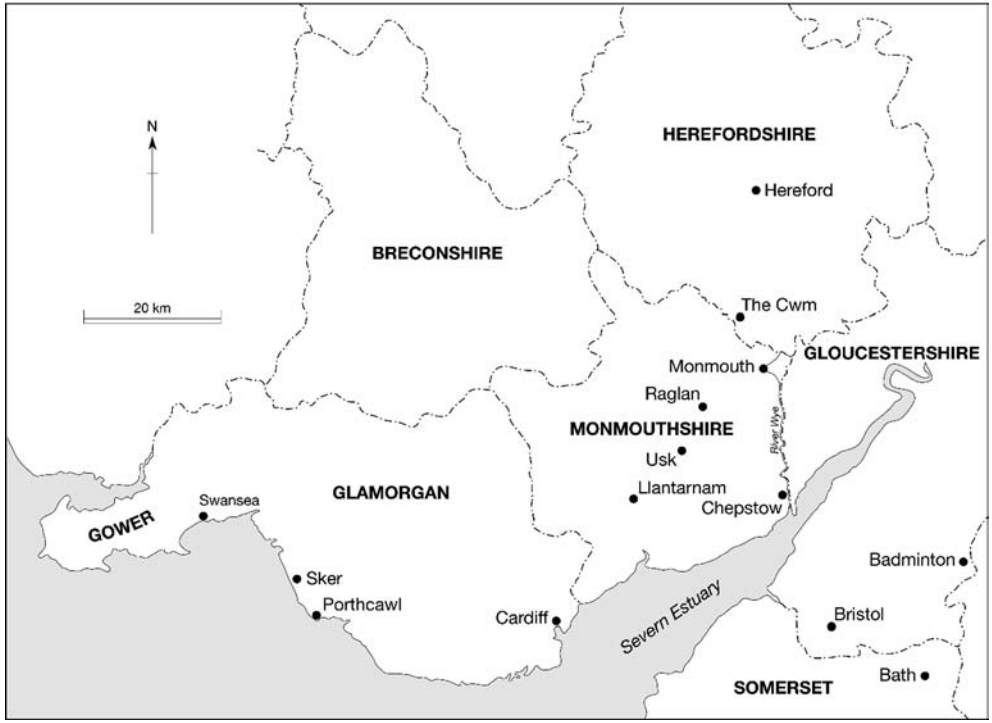 N
HEREFORDSHIRE
Hereford
BRECONSHIRE
20 km
The Cwm
GLOUCESTERSHIRE
Monmouth
Raglan
MONMOUTHSHIRE
River Wye
Usk
GLAMORGAN
Llantarnam
Swansea
Chepstow
GOWER
Badminton
Sker
Severn Estuary
Porthcawl
Cardiff
Bristol
SOMERSET
Bath